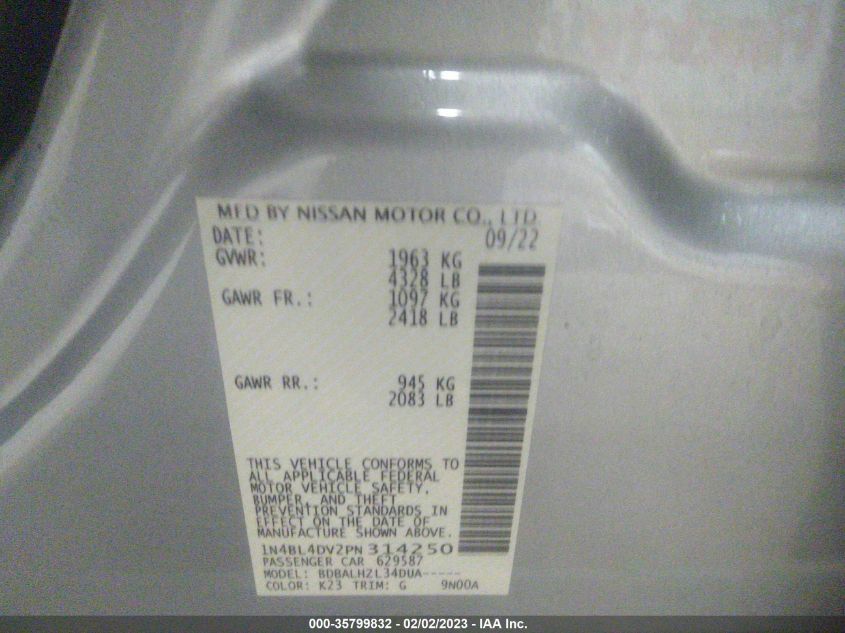 MFD BY NISSAN MOTOR CO., LTD
DATE: 09/22
GVWR: 1963 KG
4328 LB
GAWR FR.: 1097 KG
2418 LB
GAWR RR.: 945 KG
2083 LB
THIS VEHICLE CONFORMS TO
ALL APPLICABLE FEDERAL
MOTOR VEHICLE SAFETY,
BUMPER, AND THEFT
PREVENTION STANDARDS IN
EFFECT ON THE DATE OF
MANUFACTURE SHOWN ABOVE.
1N4BL4DV2PN314250
PASSENGER CAR 629587
MODEL: BDBALHZL34DUA-----
COLOR: K23 TRIM: G 9N00A
000-35799832 - 02/02/2023 - IAA Inc.